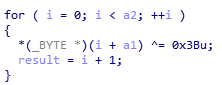 for ( i = 0; i < a2; ++i )
{
  *(_BYTE *)(i + a1) ^= 0x3Bu;
  result = i + 1;
}